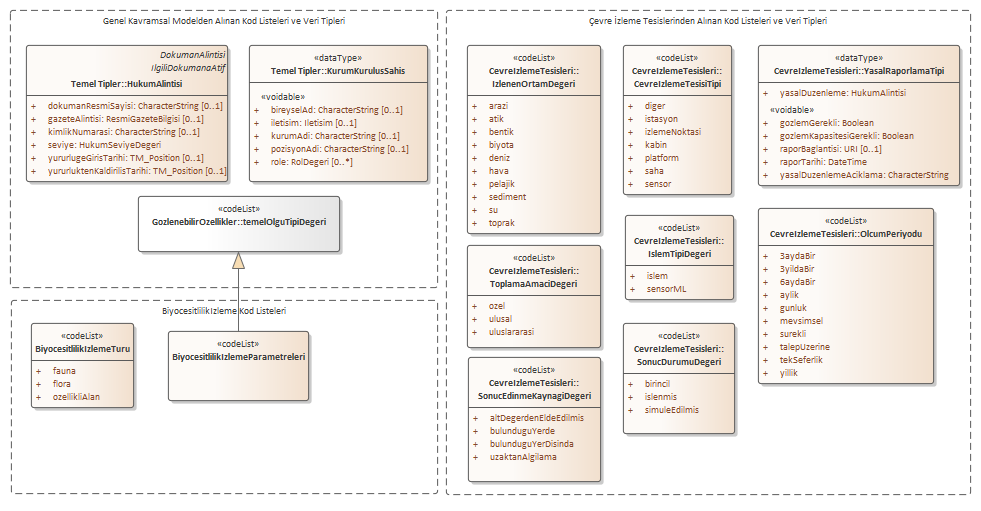 Genel Kavramsal Modelden Alınan Kod Listeleri ve Veri Tipleri
DokumanAlintisi
IlgiliDokumanaAtif
Temel Tipler::HukumAlintisi
+ dokumanResmiSayisi: CharacterString [0..1]
+ gazeteAlintisi: ResmiGazeteBilgisi [0..1]
+ kimlikNumarasi: CharacterString [0..1]
+ seviye: HukumSeviyeDegeri
+ yururlugeGirisTarihi: TM_Position [0..1]
+ yururluktenKaldirilisTarihi: TM_Position [0..1]
«dataType»
Temel Tipler::KurumKurulusSahis
«voidable»
+ bireyselAd: CharacterString [0..1]
+ iletisim: Iletisim [0..1]
+ kurumAdi: CharacterString [0..1]
+ pozisyonAdi: CharacterString [0..1]
+ role: RolDegeri [0..*]
«codeList»
GozlenebilirOzellikler::temelOlguTipiDegeri
BiyocesitlilikIzleme Kod Listeleri
«codeList»
BiyocesitlilikIzlemeTuru
+ fauna
+ flora
+ ozellikliAlan
«codeList»
BiyocesitlilikIzlemeParametreleri
Çevre İzleme Tesislerinden Alınan Kod Listeleri ve Veri Tipleri
«codeList»
CevreIzlemeTesisleri::
IzlenenOrtamDegeri
+ arazi
+ atik
+ bentik
+ biyota
+ deniz
+ hava
+ pelajik
+ sediment
+ su
+ toprak
«codeList»
CevreIzlemeTesisleri::
CevreIzlemeTesisiTipi
+ diger
+ istasyon
+ izlemeNoktasi
+ kabin
+ platform
+ saha
+ sensor
«dataType»
CevreIzlemeTesisleri::YasalRaporlamaTipi
+ yasalDuzenleme: HukumAlintisi
«voidable»
+ gozlemGerekli: Boolean
+ gozlemKapasitesiGerekli: Boolean
+ raporBaglantisi: URI [0..1]
+ raporTarihi: DateTime
+ yasalDuzenlemeAciklama: CharacterString
«codeList»
CevreIzlemeTesisleri::
ToplamaAmaciDegeri
+ ozel
+ ulusal
+ uluslararasi
«codeList»
CevreIzlemeTesisleri::
IslemTipiDegeri
+ islem
+ sensorML
«codeList»
CevreIzlemeTesisleri::OlcumPeriyodu
+ 3aydaBir
+ 3yildaBir
+ 6aydaBir
+ aylik
+ gunluk
+ mevsimsel
+ surekli
+ talepUzerine
+ tekSeferlik
+ yillik
«codeList»
CevreIzlemeTesisleri::
SonucEdinmeKaynagiDegeri
+ altDegerdenEldeEdilmis
+ bulunduguYerde
+ bulunduguYerDisinda
+ uzaktanAlgilama
«codeList»
CevreIzlemeTesisleri::
SonucDurumuDegeri
+ birincil
+ islenmis
+ simuleEdilmis